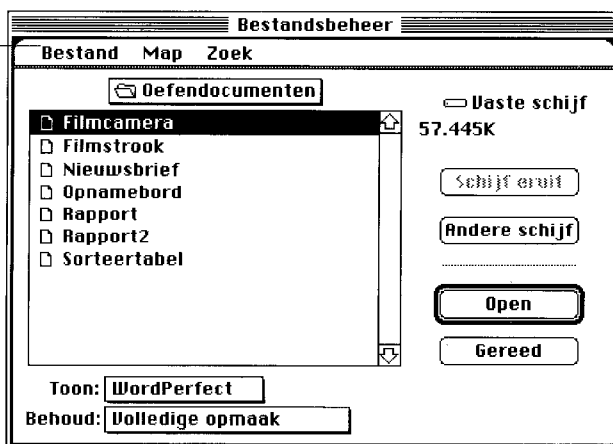 Bestandsbeheer
Bestand Map Zoek
Oefendocumenten
Vaste schijf
57.445K
Filmcamera
Filmstrook
Nieuwsbrief
Opnamebord
Rapport
Rapport2
Sorteertabel
Schijf eruit
Andere schijf
Open
Gereed
Toon: WordPerfect
Behoud: Volledige opmaak